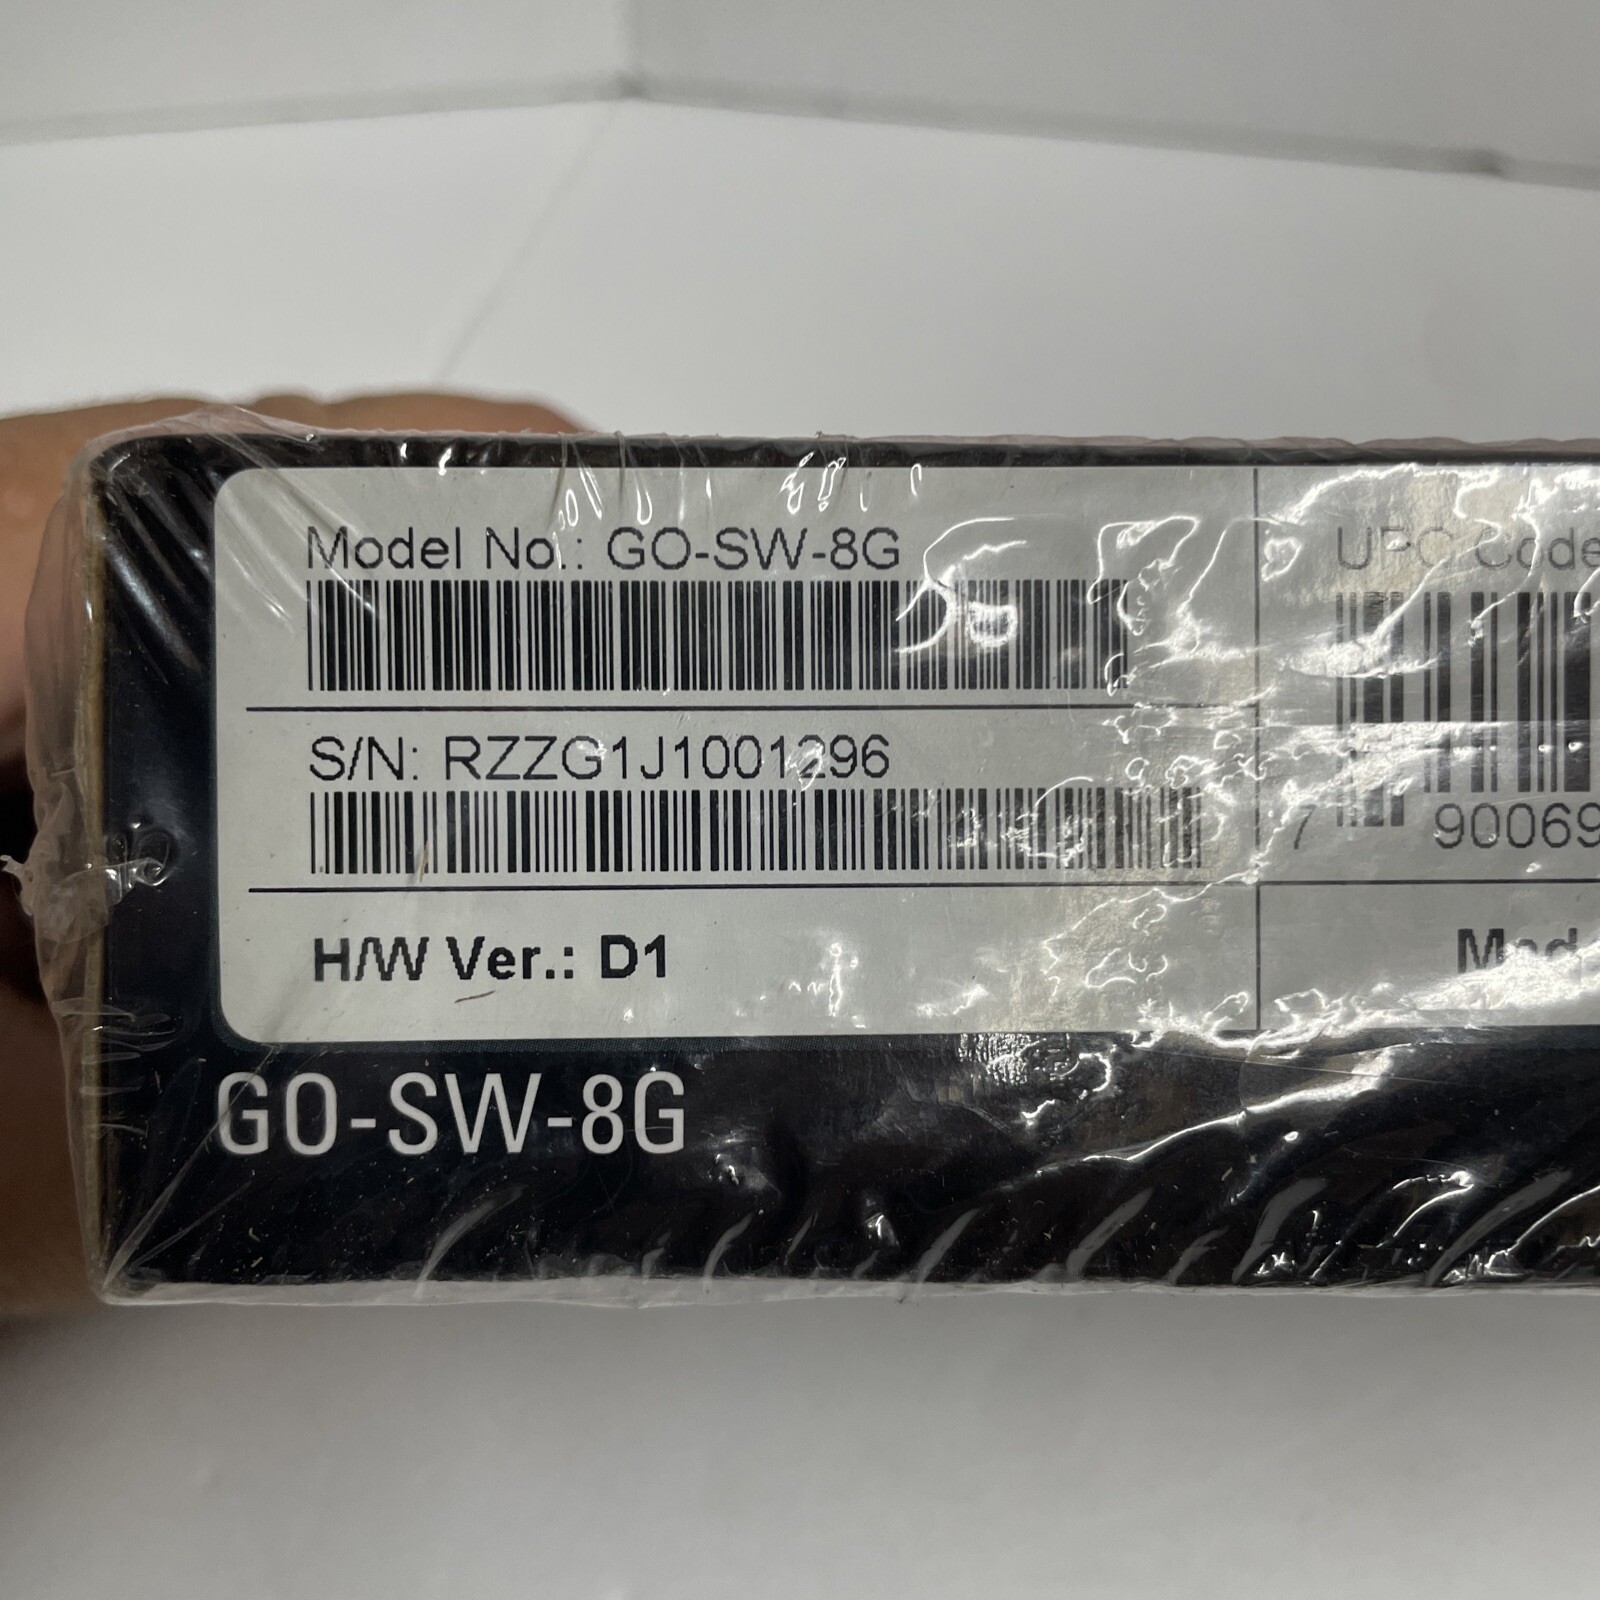 Model No.: GO-SW-8G
S/N: RZZG1J1001296
H/W Ver.: D1
UPC Code
7 90069
GO-SW-8G